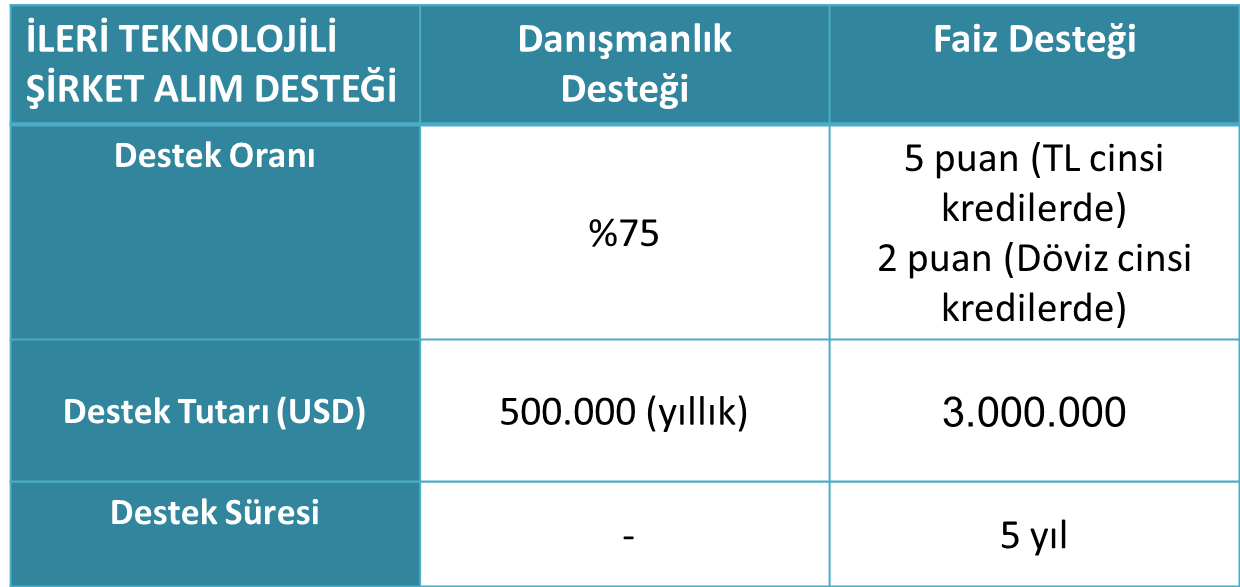 İLERİ TEKNOLOJİLİ
ŞİRKET ALIM DESTEĞİ
Danışmanlık
Desteği
Faiz Desteği
Destek Oranı
%75
5 puan (TL cinsi
kredilerde)
2 puan (Döviz cinsi
kredilerde)
Destek Tutarı (USD)
500.000 (yıllık)
3.000.000
Destek Süresi
-
5 yıl